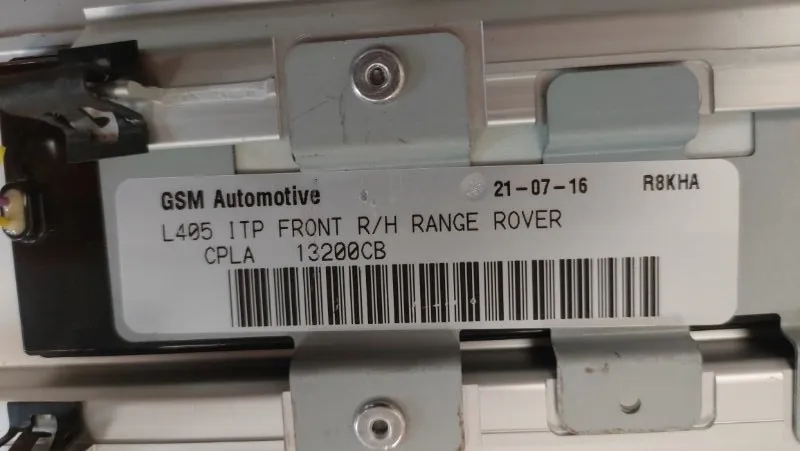 GSM Automotive 21-07-16 R8KHA
L405 ITP FRONT R/H RANGE ROVER
CPLA 13200CB